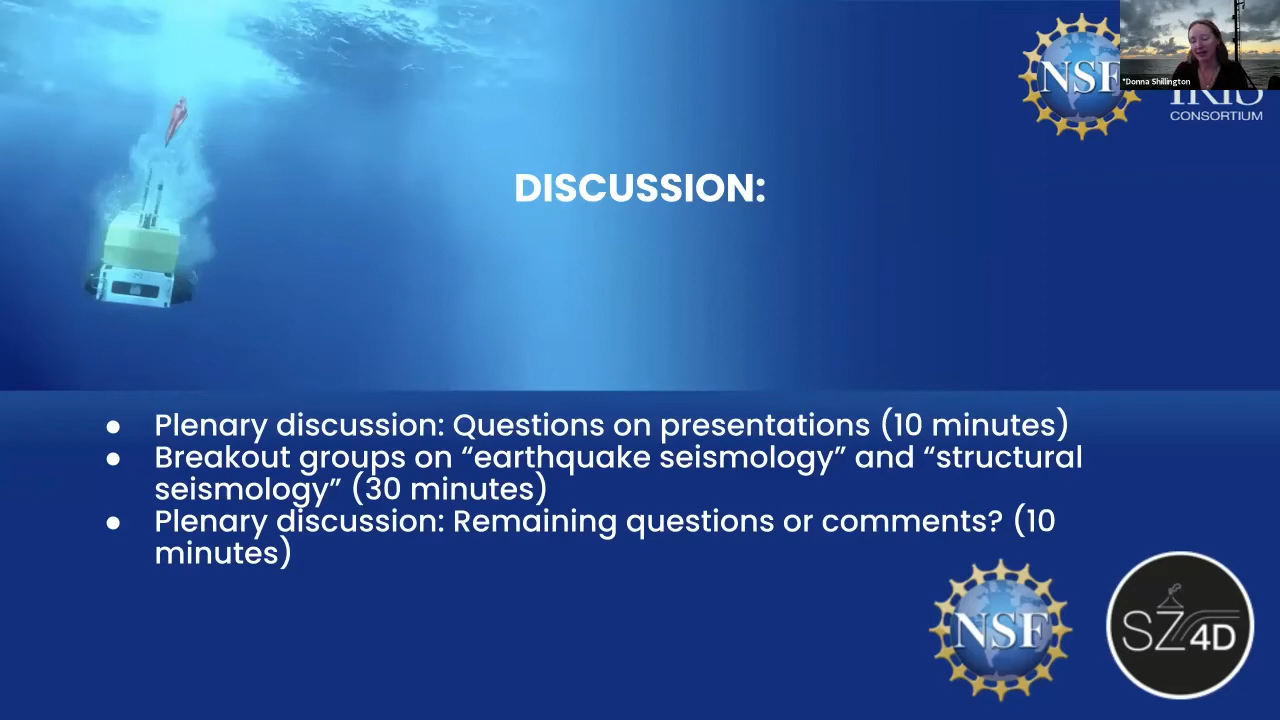 NSF
*Donna Shillington
IRIS
CONSORTIUM
DISCUSSION:
● Plenary discussion: Questions on presentations (10 minutes)
● Breakout groups on “earthquake seismology” and “structural
seismology” (30 minutes)
● Plenary discussion: Remaining questions or comments? (10
minutes)
NSF
SZ4D